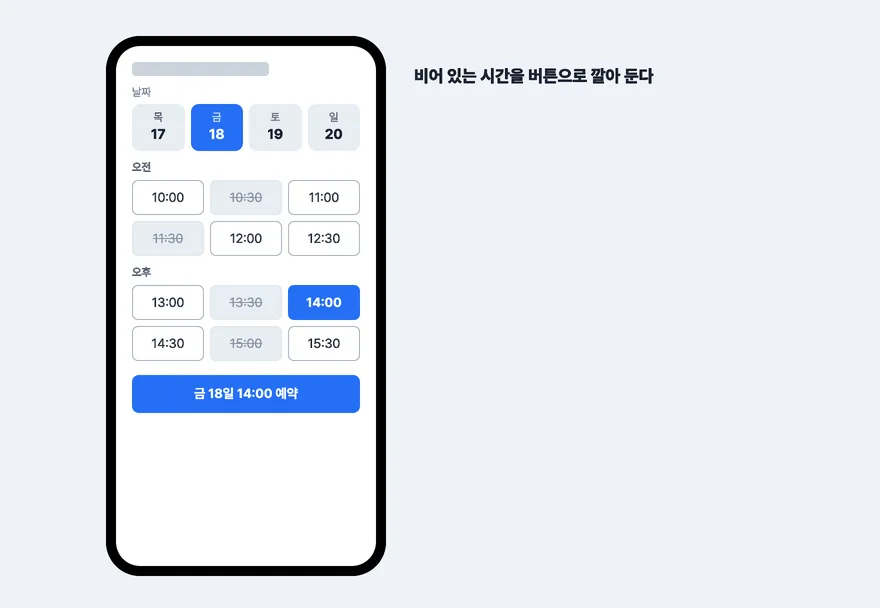 비어 있는 시간을 버튼으로 깔아 둔다
날짜
목 금 토 일
17 18 19 20
오전
10:00 10:30 11:00
11:30 12:00 12:30
오후
13:00 13:30 14:00
14:30 15:00 15:30
금 18일 14:00 예약